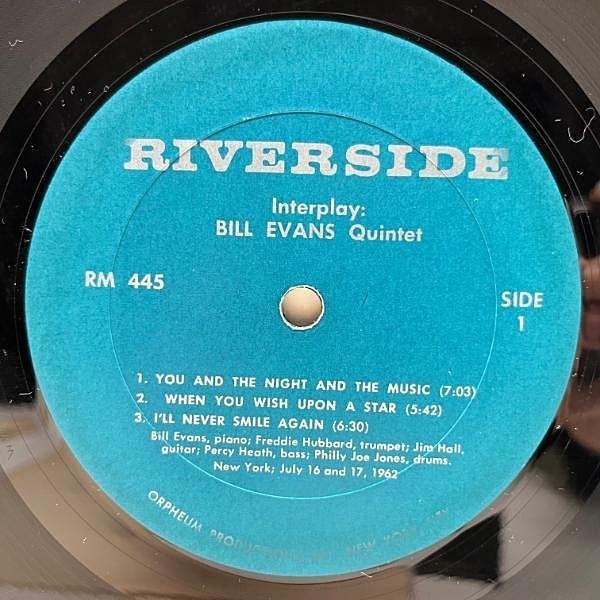 RIVERSIDE
Interplay:
BILL EVANS Quintet
RM 445
SIDE
1
1. YOU AND THE NIGHT AND THE MUSIC (7:03)
2. WHEN YOU WISH UPON A STAR (5:42)
3. I'LL NEVER SMILE AGAIN (6:30)
Bill Evans, piano; Freddie Hubbard, trumpet; Jim Hall,
guitar; Percy Heath, bass; Philly Joe Jones, drums.
New York; July 16 and 17, 1962
ORPHEUM PRODUCTIONS, NEW YORK